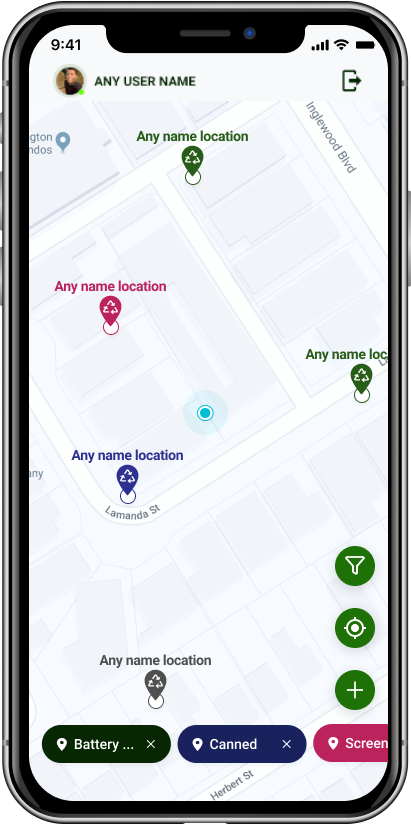 9:41
ANY USER NAME
Any name location
Inglewood Blvd
gton
ndos
Any name location
Any name loc
Any name location
any
Lamanda St
Any name location
Battery ...
Canned
Screen
Herbert St